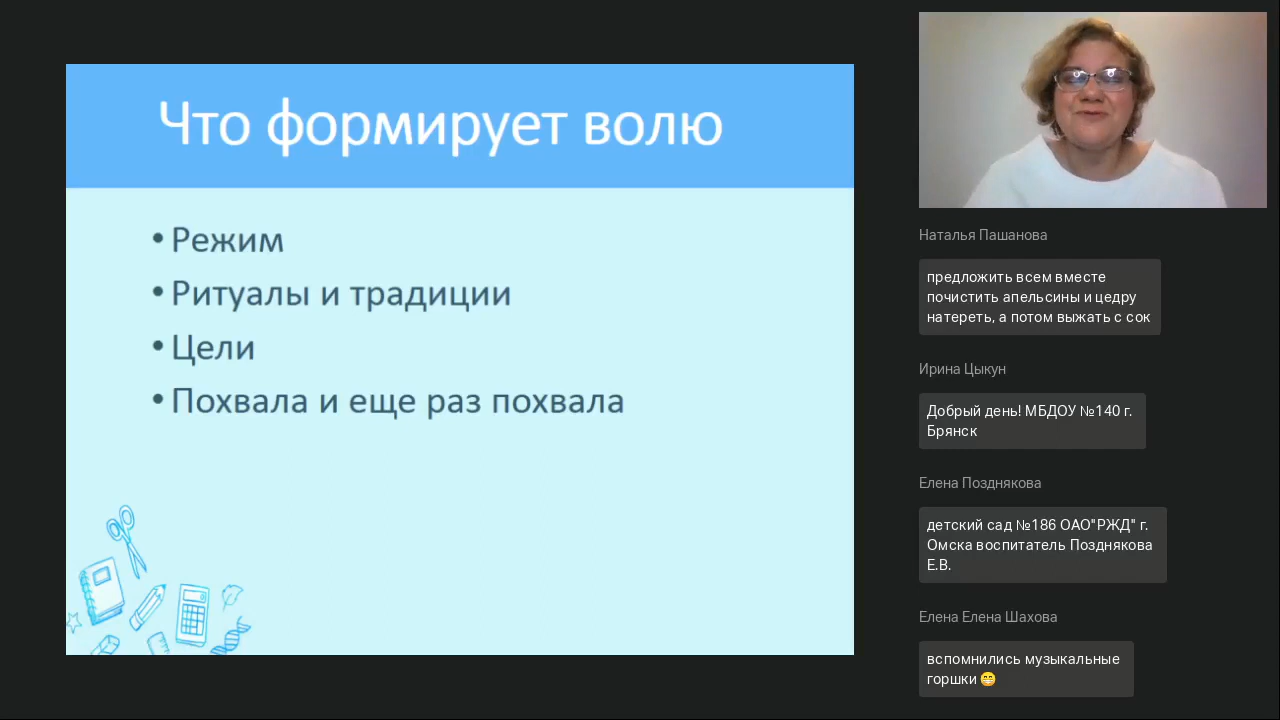 Что формирует волю
• Режим
• Ритуалы и традиции
• Цели
• Похвала и еще раз похвала
Наталья Пашанова
предложить всем вместе
почистить апельсины и цедру
натереть, а потом выжать с сок
Ирина Цыкун
Добрый день! МБДОУ №140 г.
Брянск
Елена Позднякова
детский сад №186 ОАО"РЖД" г.
Омска воспитатель Позднякова
Е.В.
Елена Елена Шахова
вспомнились музыкальные
горшки 😁